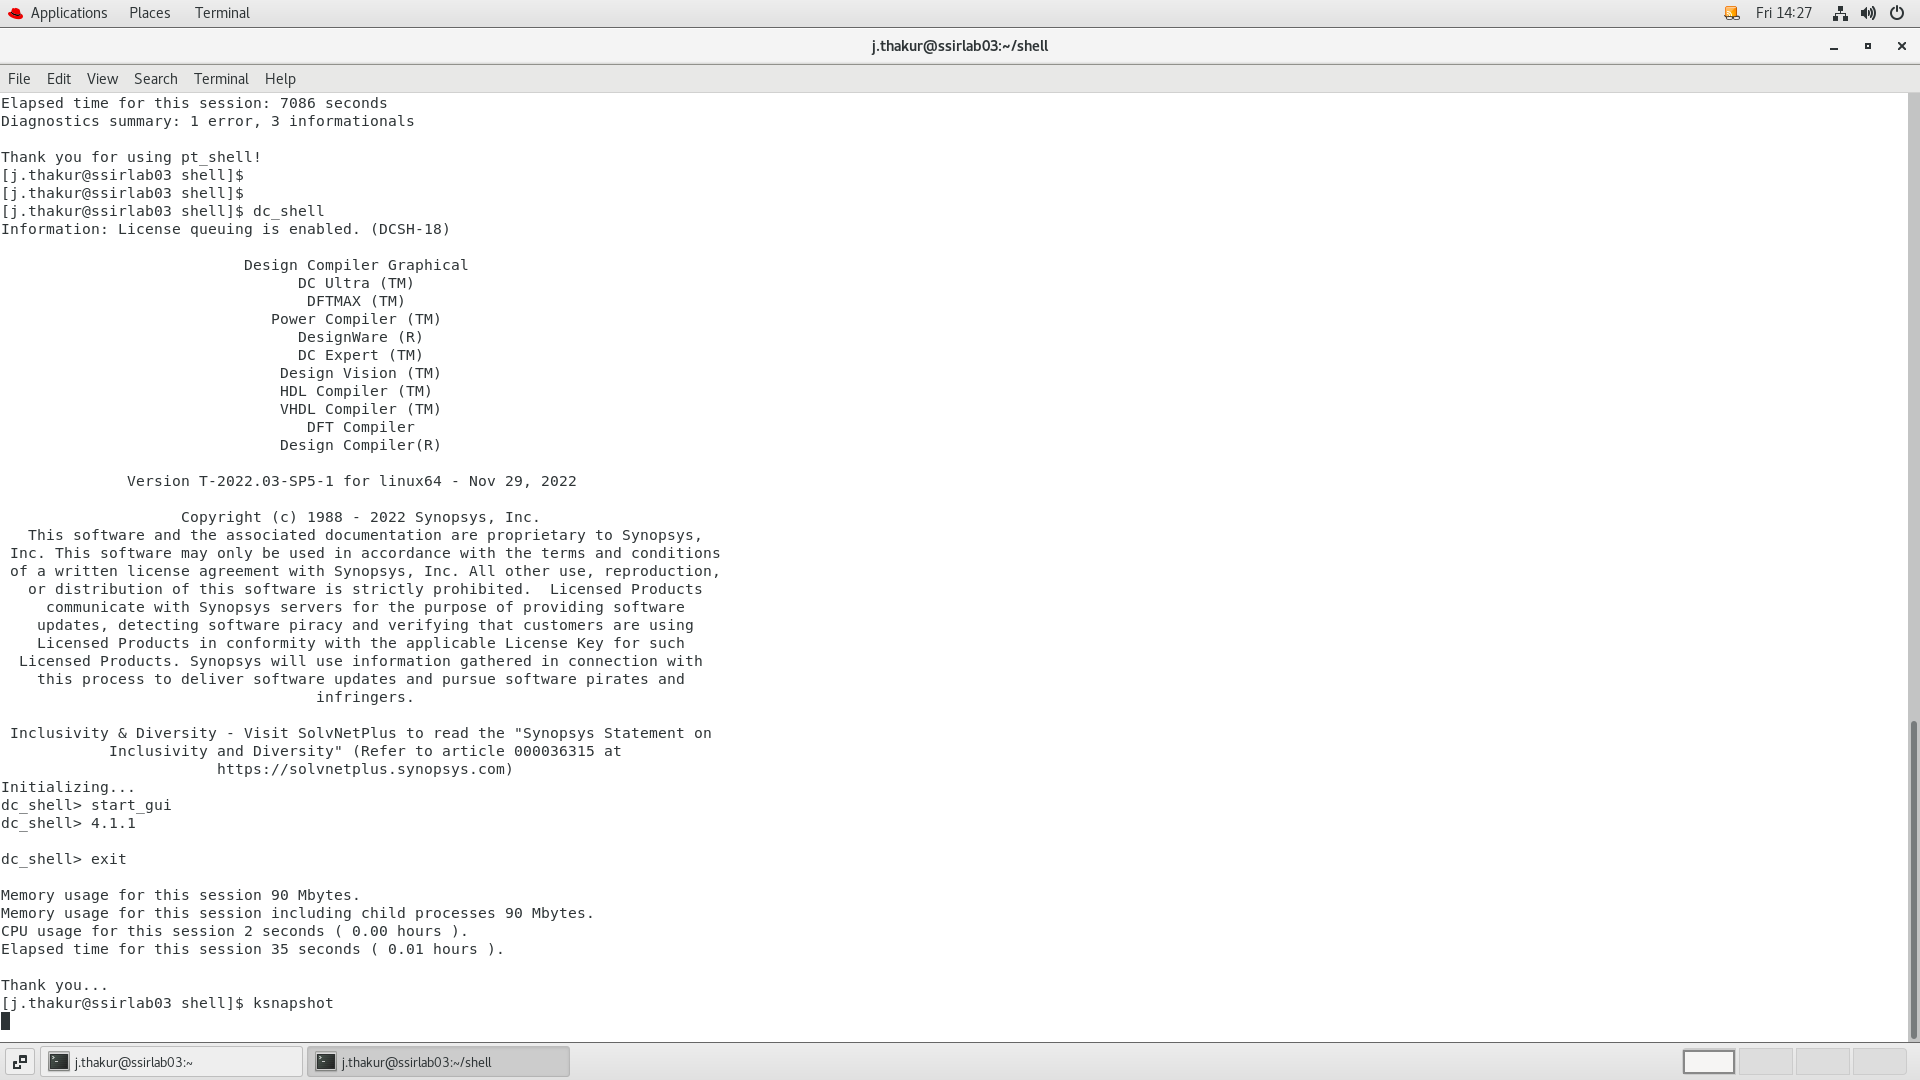 Applications Places Terminal Fri 14:27
j.thakur@ssirlab03:~/shell
File Edit View Search Terminal Help
Elapsed time for this session: 7086 seconds
Diagnostics summary: 1 error, 3 informationals
Thank you for using pt_shell!
[j.thakur@ssirlab03 shell]$
[j.thakur@ssirlab03 shell]$
[j.thakur@ssirlab03 shell]$ dc_shell
Information: License queuing is enabled. (DCSH-18)
Design Compiler Graphical
DC Ultra (TM)
DFTMAX (TM)
Power Compiler (TM)
DesignWare (R)
DC Expert (TM)
Design Vision (TM)
HDL Compiler (TM)
VHDL Compiler (TM)
DFT Compiler
Design Compiler(R)
Version T-2022.03-SP5-1 for linux64 - Nov 29, 2022
Copyright (c) 1988 - 2022 Synopsys, Inc.
This software and the associated documentation are proprietary to Synopsys,
Inc. This software may only be used in accordance with the terms and conditions
of a written license agreement with Synopsys, Inc. All other use, reproduction,
or distribution of this software is strictly prohibited.  Licensed Products
communicate with Synopsys servers for the purpose of providing software
updates, detecting software piracy and verifying that customers are using
Licensed Products in conformity with the applicable License Key for such
Licensed Products. Synopsys will use information gathered in connection with
this process to deliver software updates and pursue software pirates and
infringers.
Inclusivity & Diversity - Visit SolvNetPlus to read the "Synopsys Statement on
Inclusivity and Diversity" (Refer to article 000036315 at
https://solvnetplus.synopsys.com)
Initializing...
dc_shell> start_gui
dc_shell> 4.1.1
dc_shell> exit
Memory usage for this session 90 Mbytes.
Memory usage for this session including child processes 90 Mbytes.
CPU usage for this session 2 seconds ( 0.00 hours ).
Elapsed time for this session 35 seconds ( 0.01 hours ).
Thank you...
[j.thakur@ssirlab03 shell]$ ksnapshot
j.thakur@ssirlab03:~ j.thakur@ssirlab03:~/shell